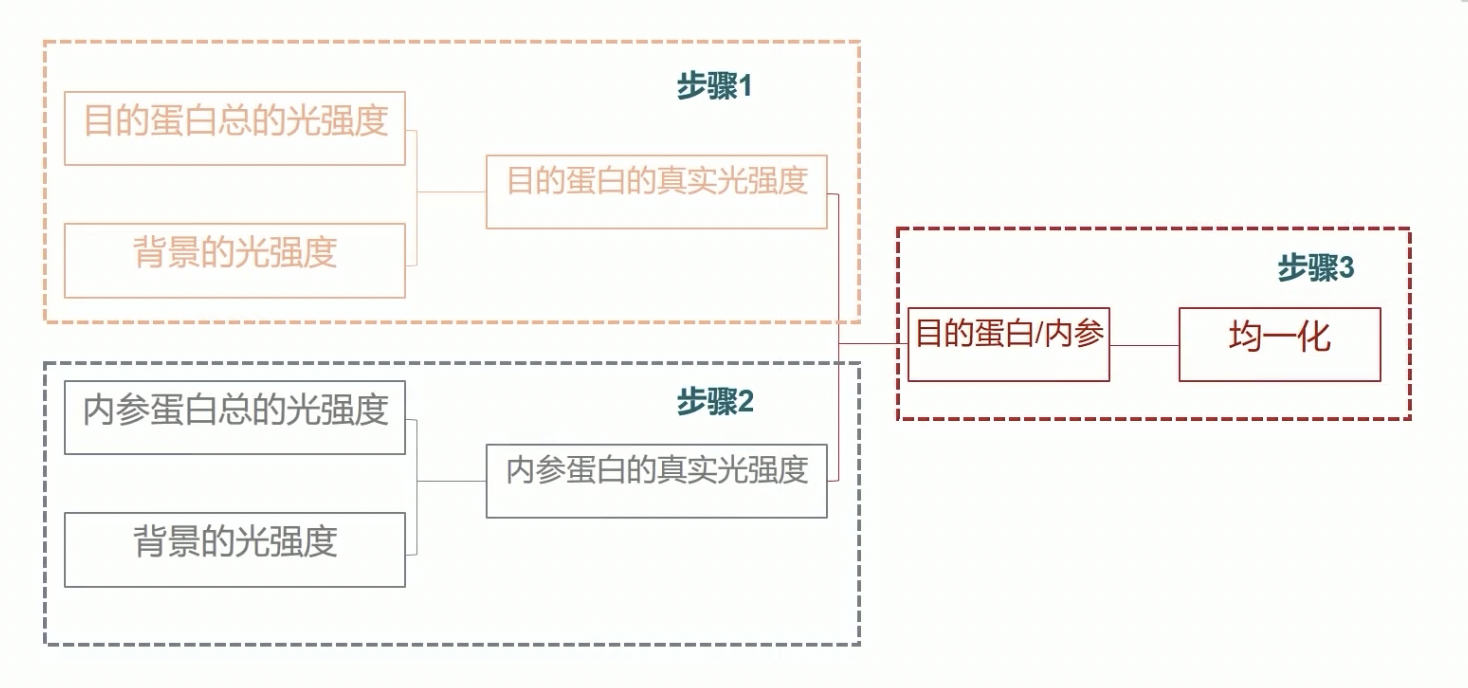 步骤1
目的蛋白总的光强度
目的蛋白的真实光强度
背景的光强度
步骤2
内参蛋白总的光强度
内参蛋白的真实光强度
背景的光强度
步骤3
目的蛋白/内参
均一化